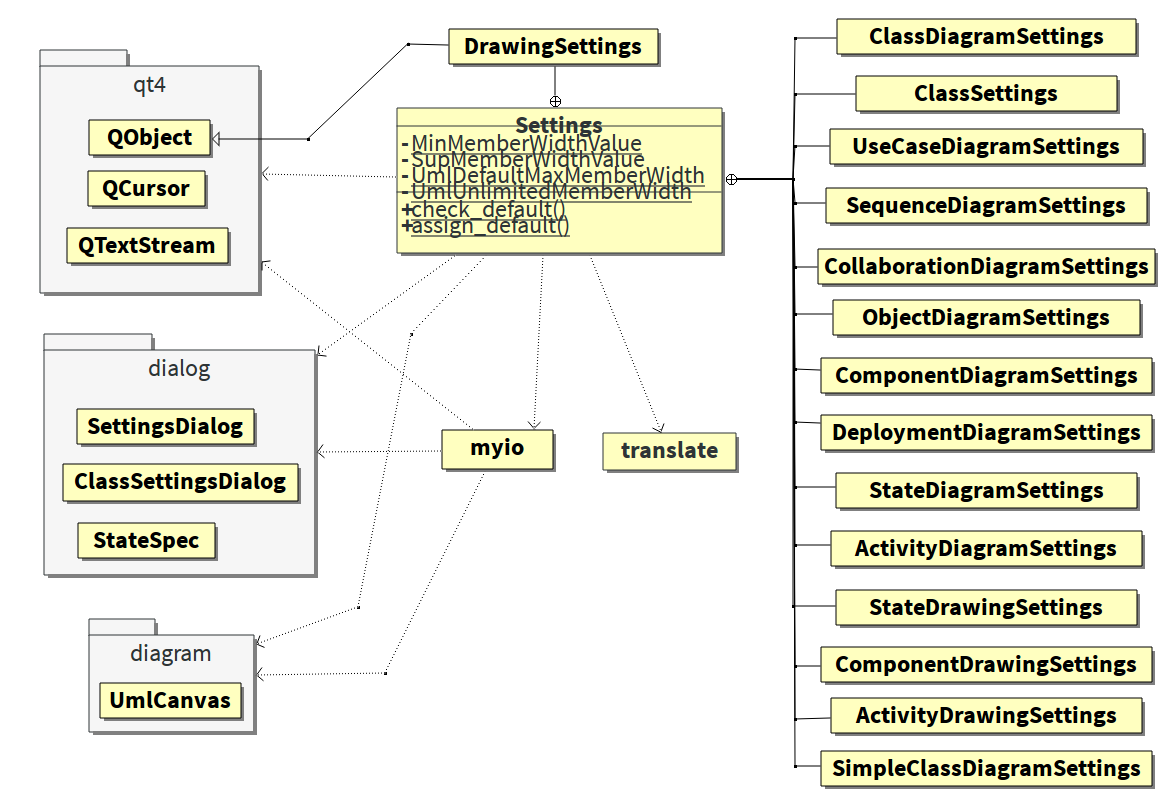 DrawingSettings
qt4
QObject
QCursor
QTextStream
Settings
-MinMemberWidthValue
-SupMemberWidthValue
-UmlDefaultMaxMemberWidth
-UmlUnlimitedMemberWidth
+check_default()
+assign_default()
dialog
SettingsDialog
ClassSettingsDialog
StateSpec
myio
translate
diagram
UmlCanvas
ClassDiagramSettings
ClassSettings
UseCaseDiagramSettings
SequenceDiagramSettings
CollaborationDiagramSettings
ObjectDiagramSettings
ComponentDiagramSettings
DeploymentDiagramSettings
StateDiagramSettings
ActivityDiagramSettings
StateDrawingSettings
ComponentDrawingSettings
ActivityDrawingSettings
SimpleClassDiagramSettings